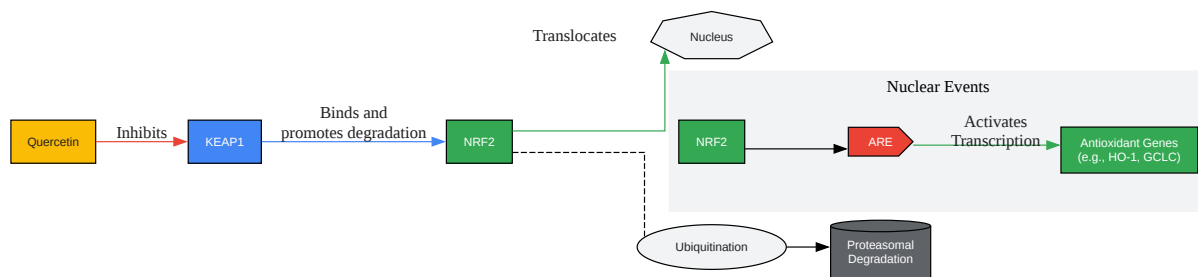 Translocates
Nucleus
Nuclear Events
Quercetin
Inhibits
KEAP1
Binds and
promotes degradation
NRF2
NRF2
ARE
Activates
Transcription
Antioxidant Genes
(e.g., HO-1, GCLC)
Ubiquitination
Proteasomal
Degradation